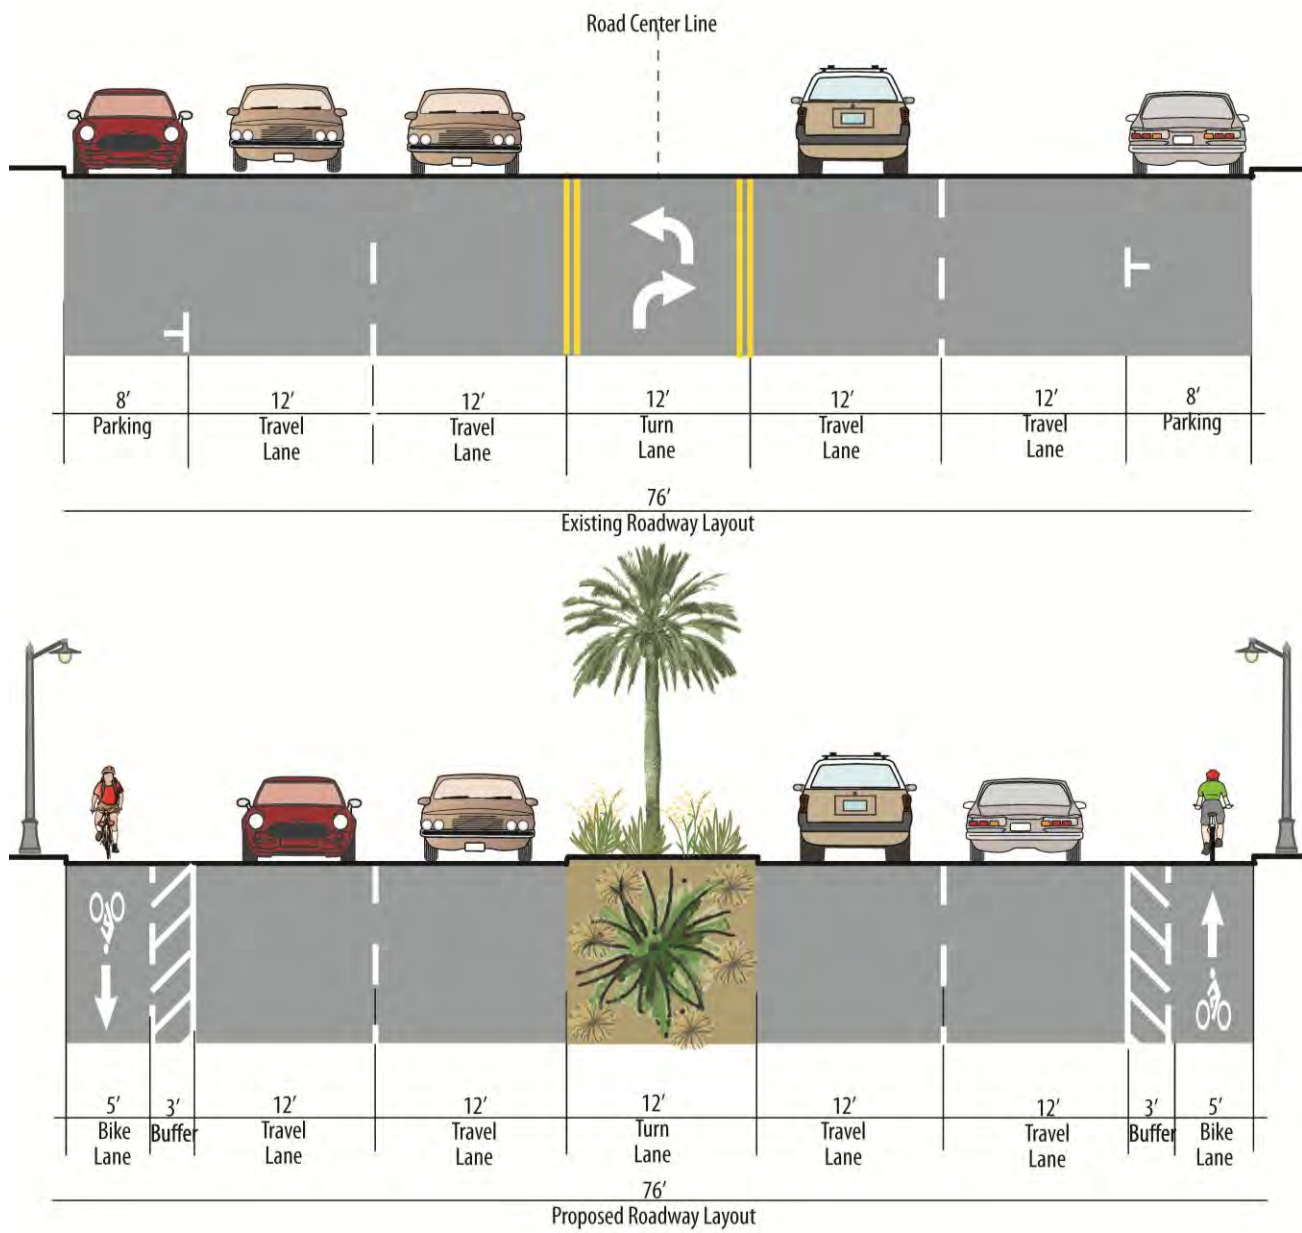 Road Center Line
8’ 12’ 12’ 12’ 12’ 12’ 8’
Parking Travel Travel Turn Travel Travel Parking
Lane Lane Lane Lane Lane
76’
Existing Roadway Layout
5’ 3’ 12’ 12’ 12’ 12’ 12’ 3’ 5’
Bike Buffer Travel Travel Turn Travel Travel Buffer Bike
Lane Lane Lane Lane Lane Lane Lane
76’
Proposed Roadway Layout